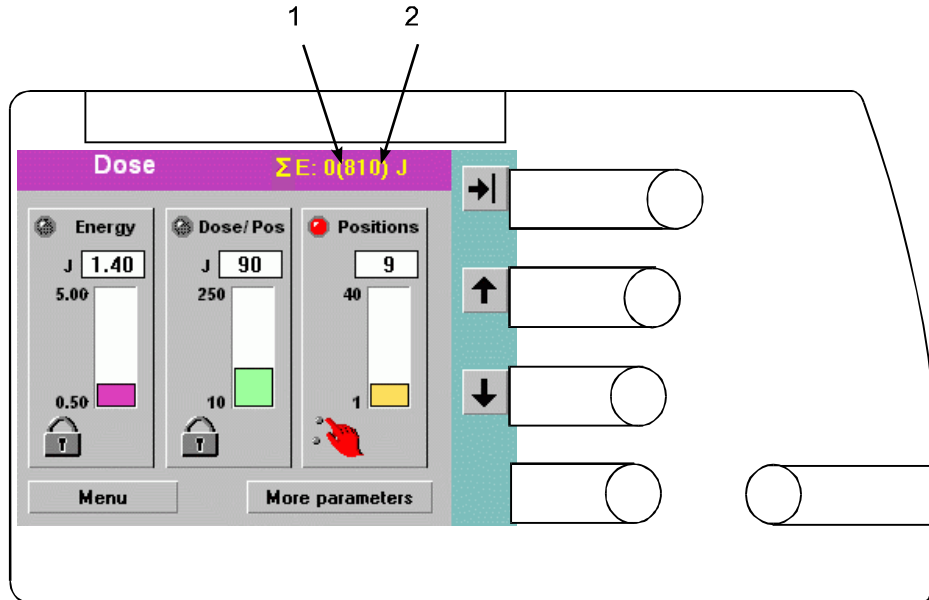 1 2
Dose ΣE: 0(810) J
Energy Dose/Pos Positions
J 1.40 J 90 9
5.00 250 40
0.50 10 1
Menu More parameters